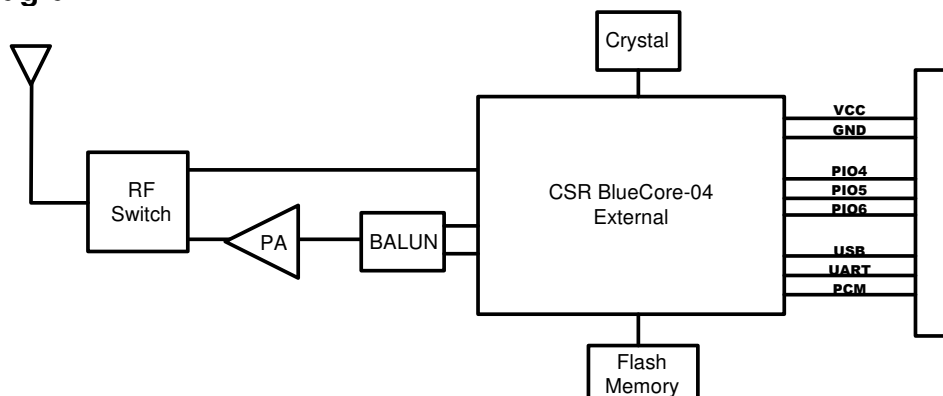 Crystal
VCC
GND
RF
Switch
CSR BlueCore-04
External
PIO4
PIO5
PIO6
PA
BALUN
USB
UART
PCM
Flash
Memory